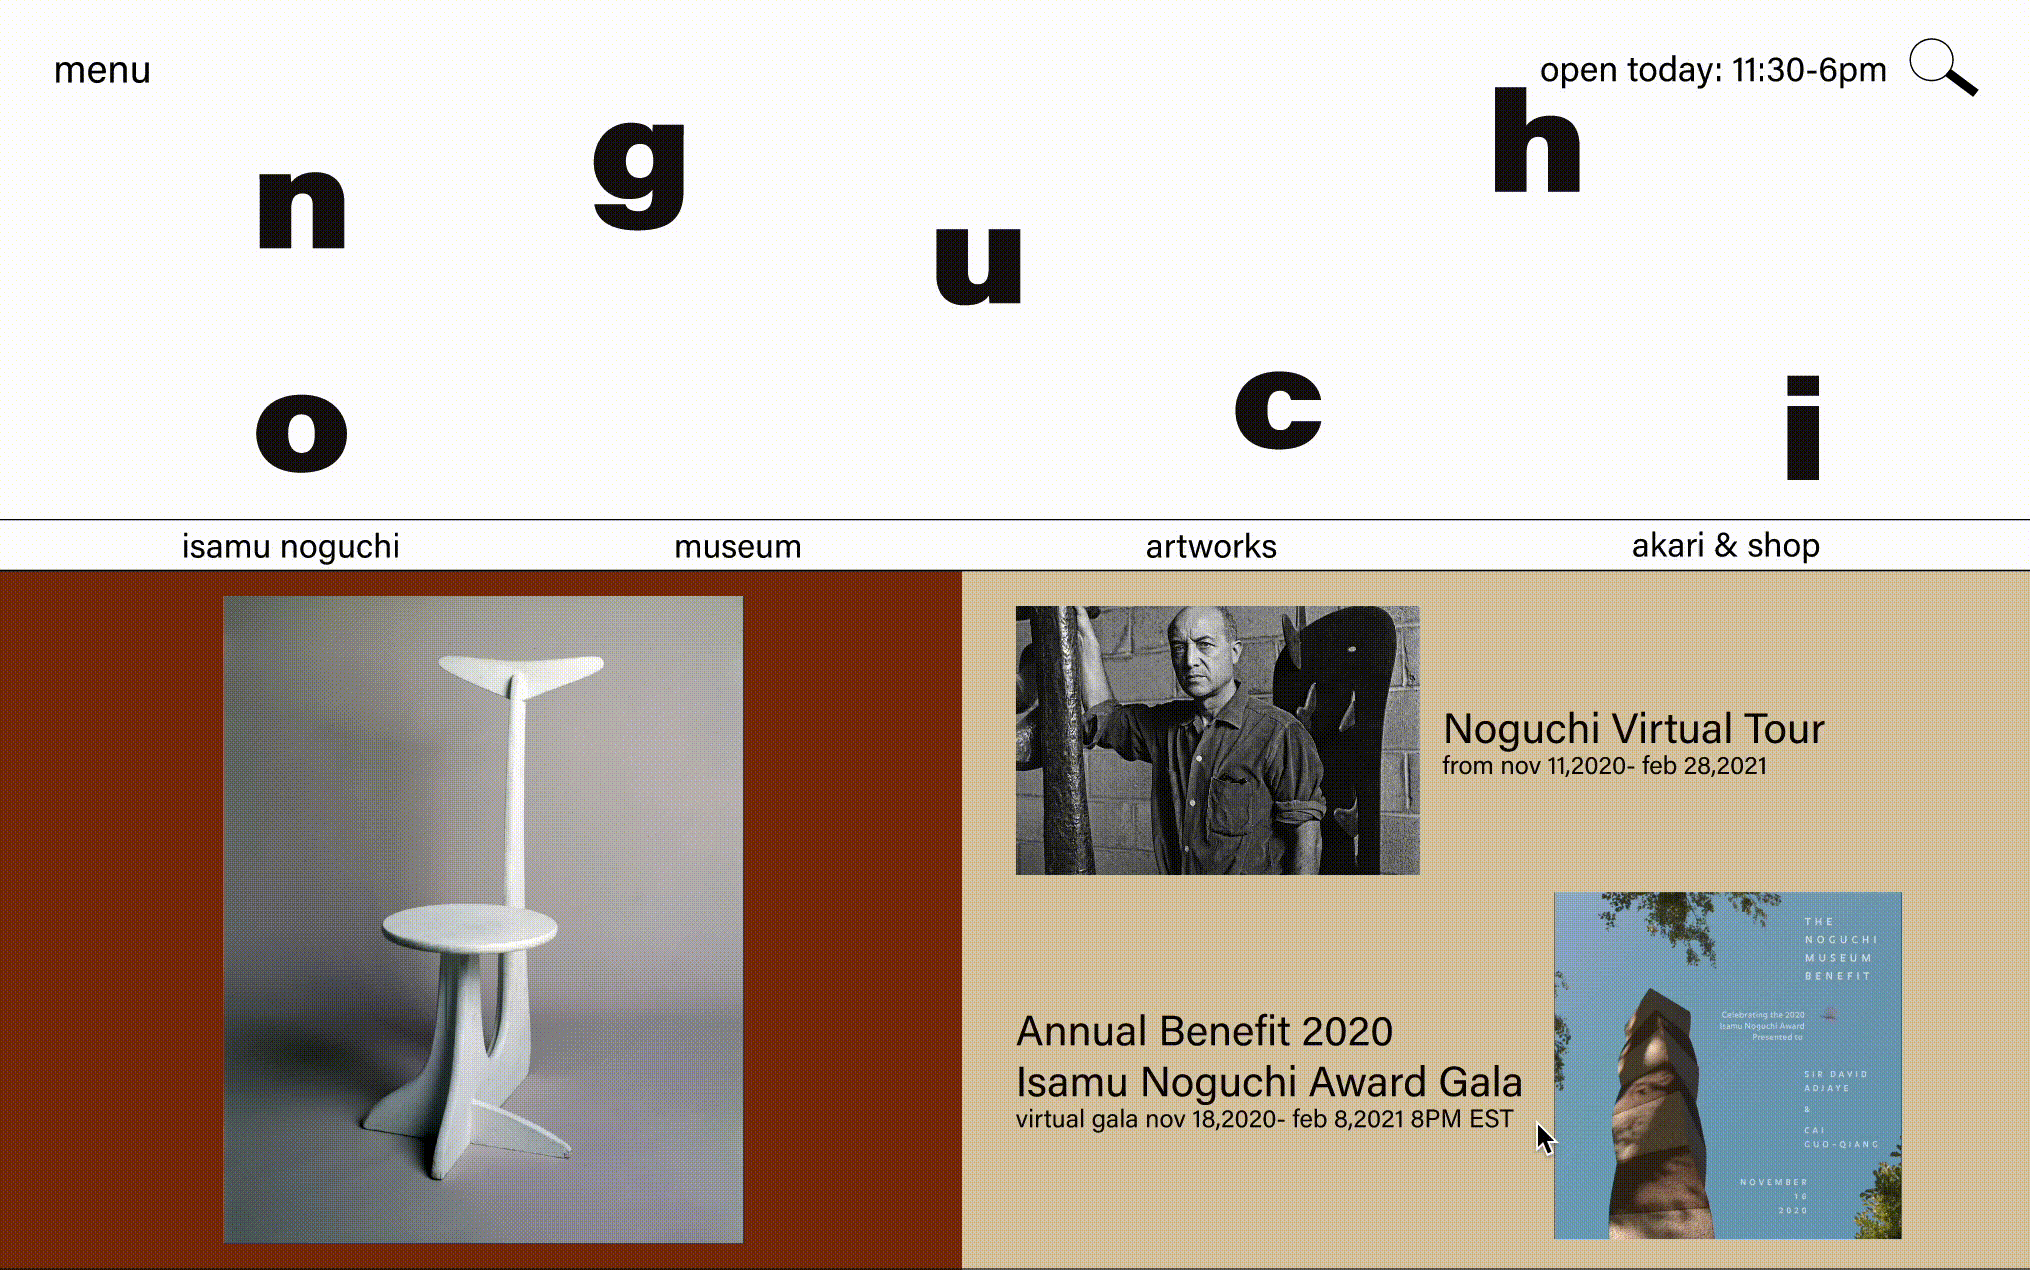 menu
open today: 11:30-6pm
n
o
g
u
c
h
i
isamu noguchi
museum
artworks
akari & shop
Noguchi Virtual Tour
from nov 11,2020- feb 28,2021
Annual Benefit 2020
Isamu Noguchi Award Gala
virtual gala nov 18,2020- feb 8,2021 8PM EST
THE
NOGUCHI
MUSEUM
BENEFIT
Celebrating the 2020
Isamu Noguchi Award
Presented to
SIR DAVID
ADJAYE
&
CAI
GUO-QIANG
NOVEMBER
16
2020